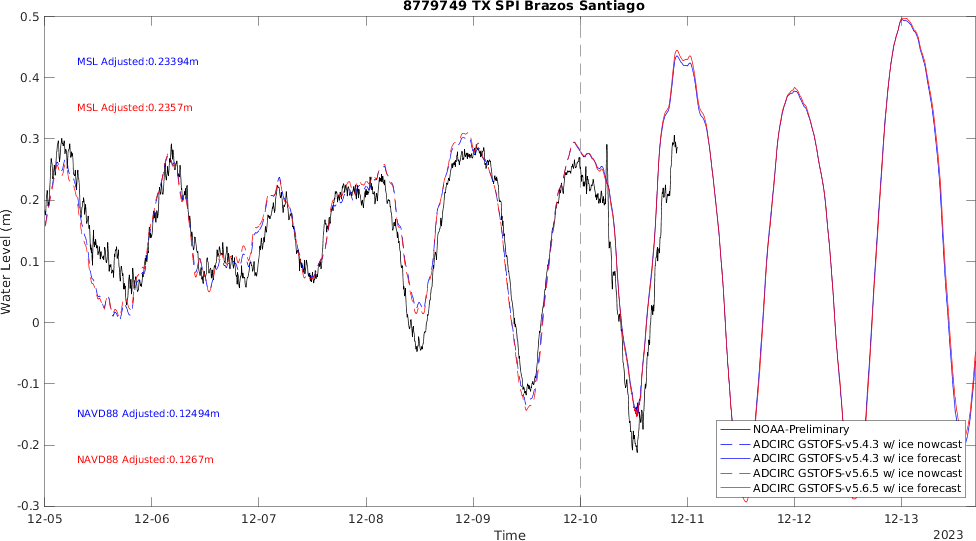 8779749 TX SPI Brazos Santiago
0.5
0.4
0.3
0.2
0.1
0
-0.1
-0.2
-0.3
Water Level (m)
MSL Adjusted:0.23394m
MSL Adjusted:0.2357m
NAVD88 Adjusted:0.12494m
NAVD88 Adjusted:0.1267m
NOAA-Preliminary
ADCIRC GSTOFS-v5.4.3 w/ ice nowcast
ADCIRC GSTOFS-v5.4.3 w/ ice forecast
ADCIRC GSTOFS-v5.6.5 w/ ice nowcast
ADCIRC GSTOFS-v5.6.5 w/ ice forecast
12-05 12-06 12-07 12-08 12-09 12-10 12-11 12-12 12-13
Time
2023